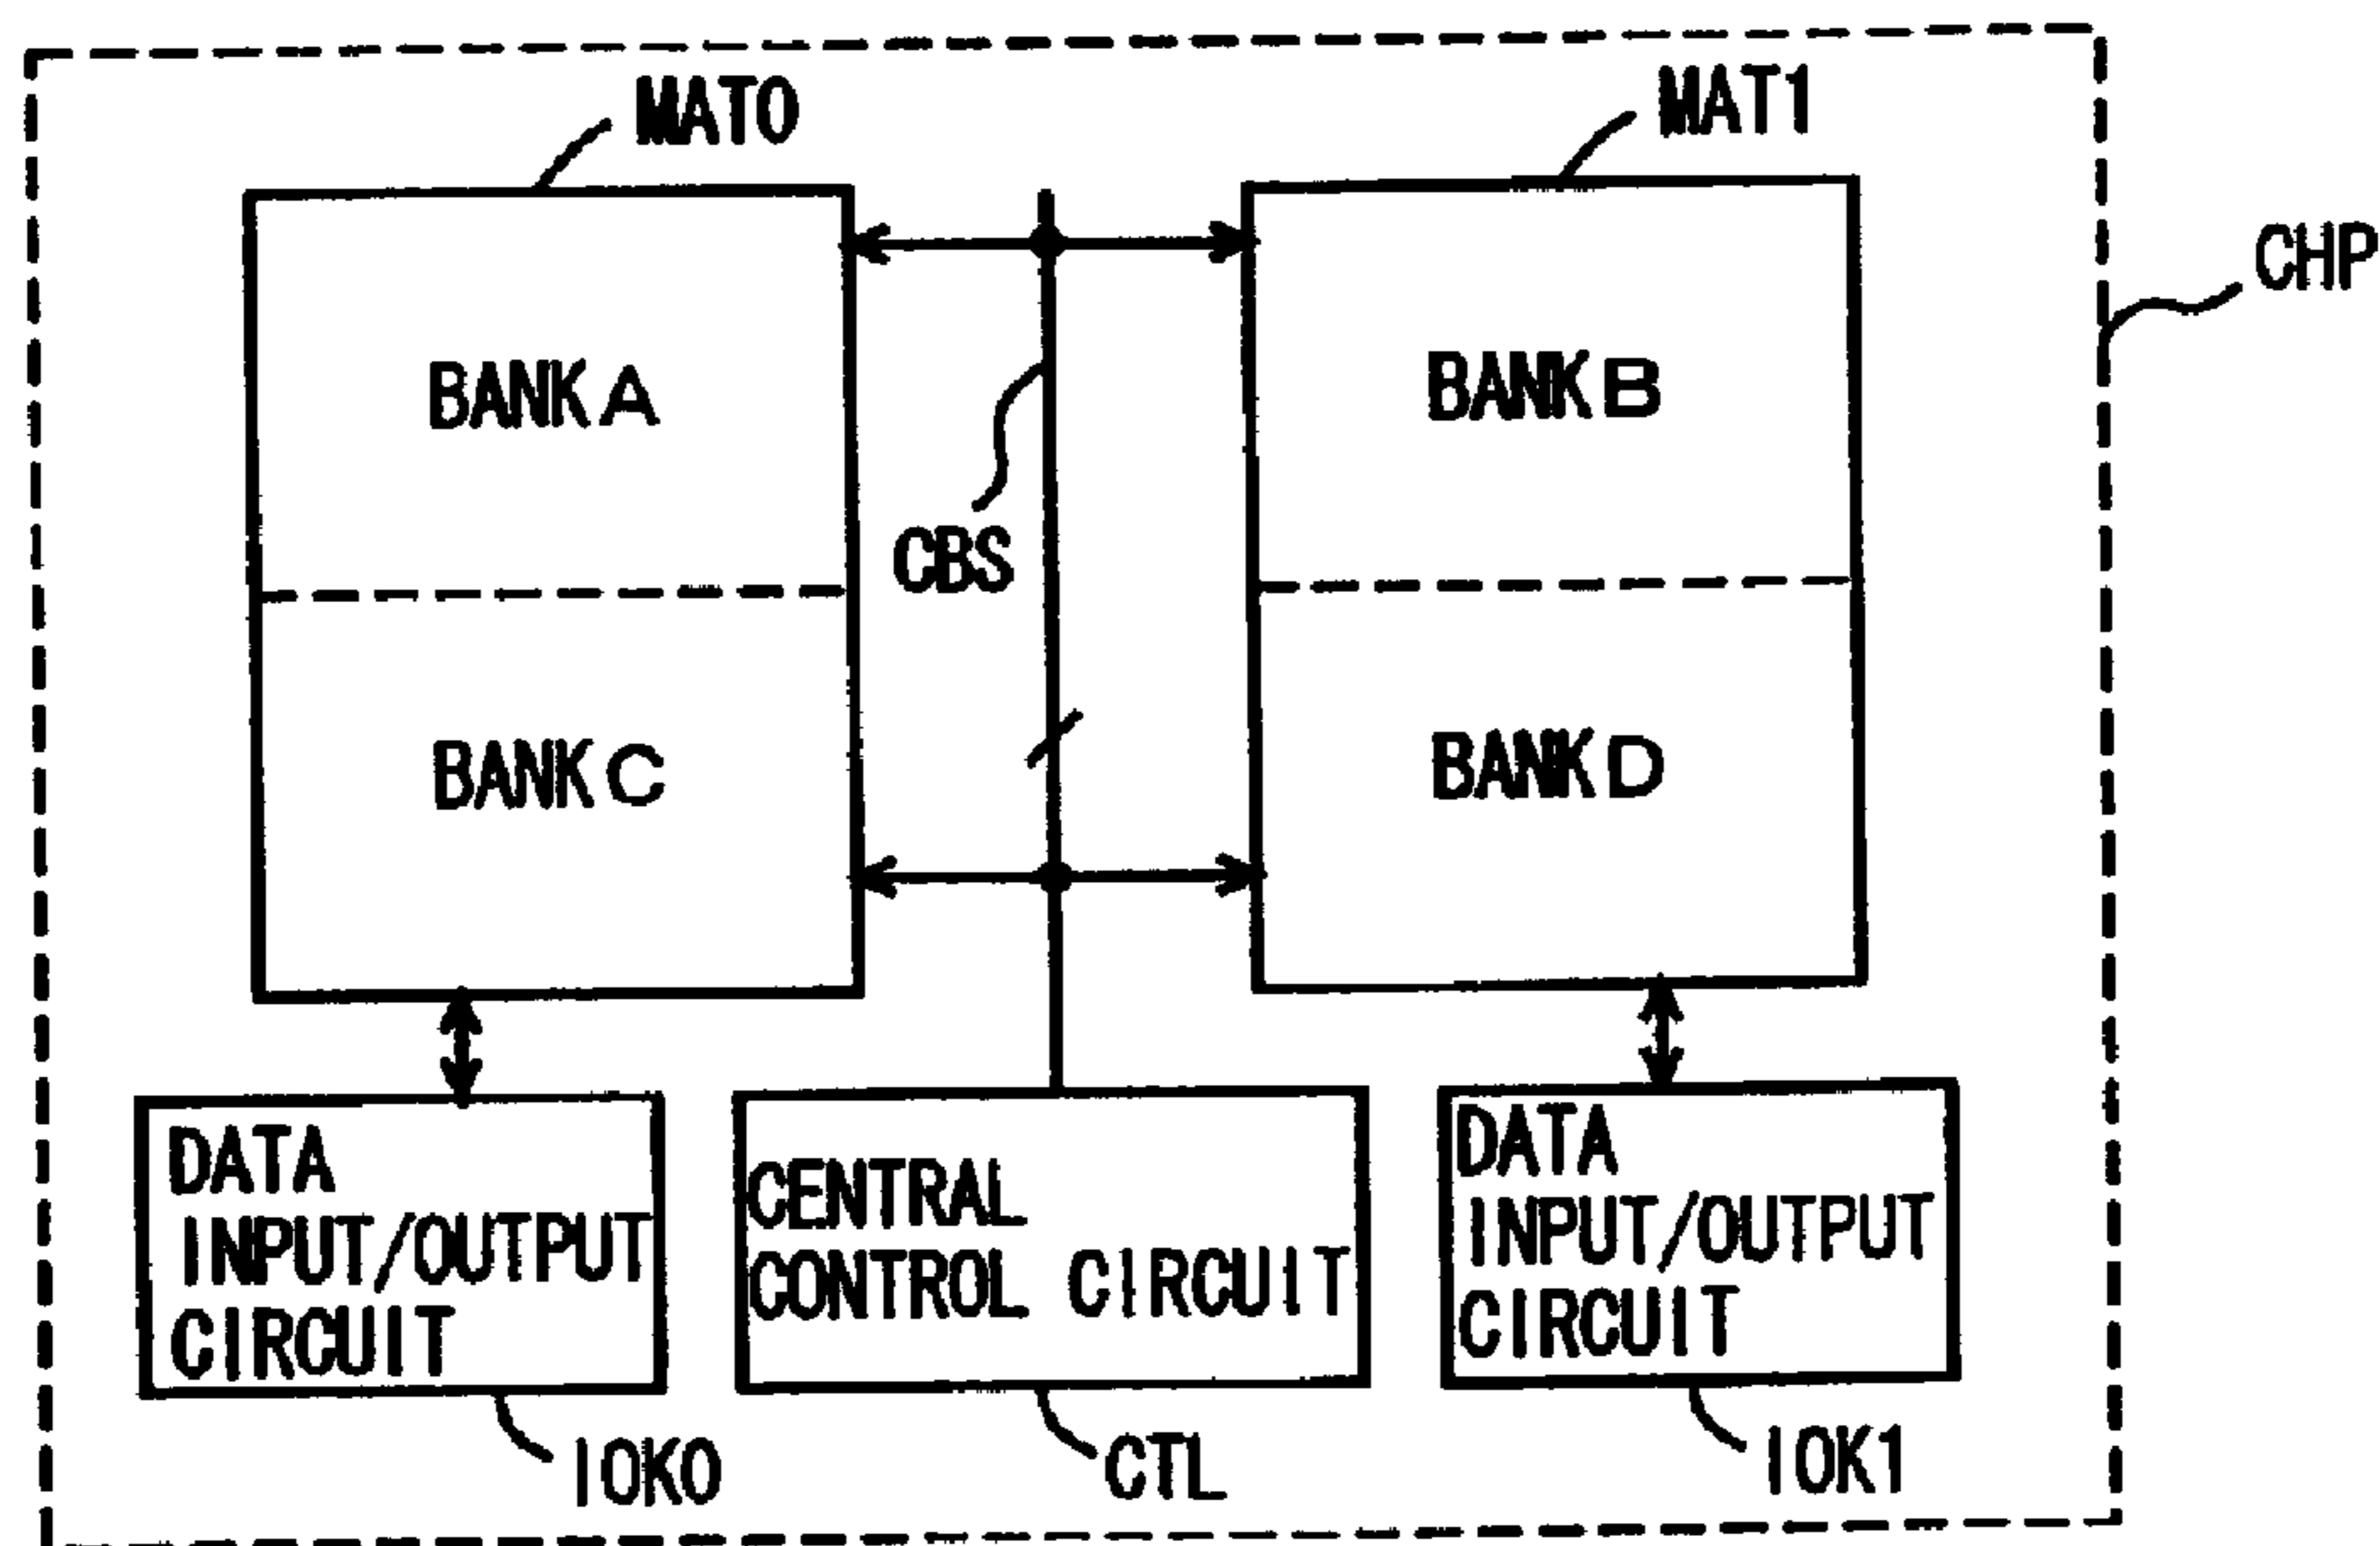 MAT0
MAT1
CHP
BANK A
BANK B
CBS
BANK C
BANK D
DATA
INPUT/OUTPUT
CIRCUIT
CENTRAL
CONTROL CIRCUIT
DATA
INPUT/OUTPUT
CIRCUIT
IOK0
CTL
IOK1